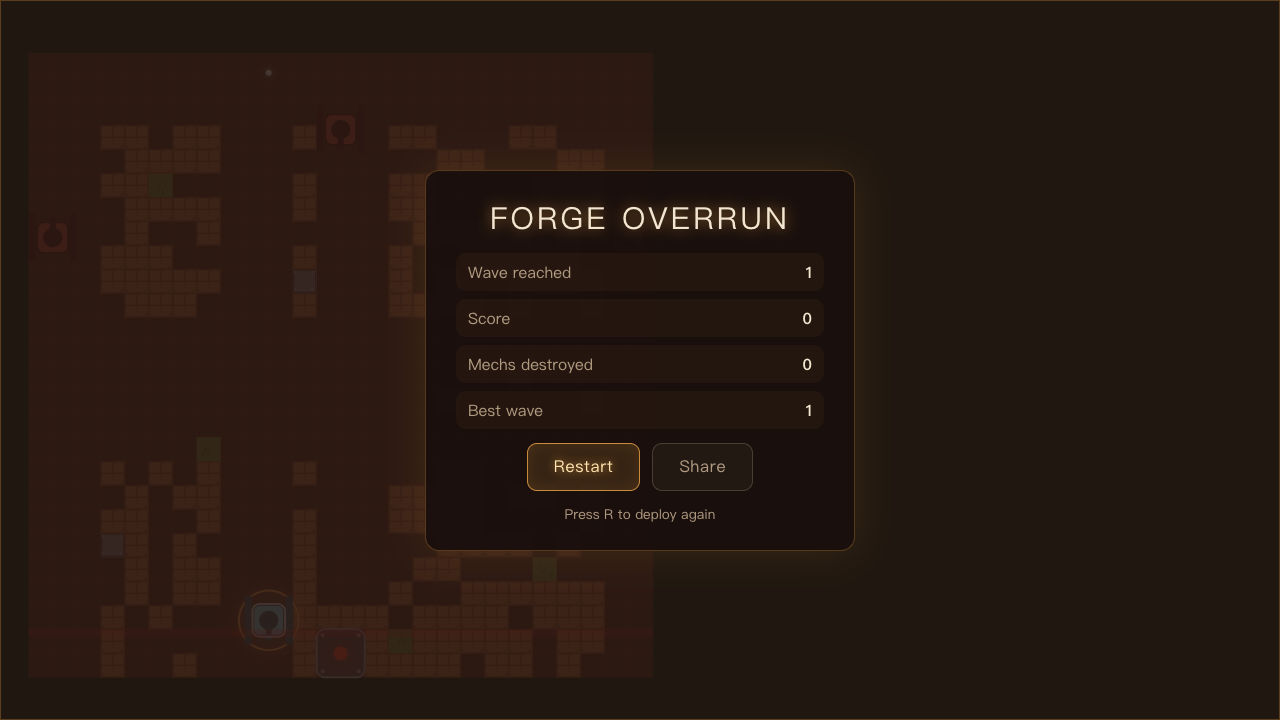 FORGE OVERRUN
Wave reached 1
Score 0
Mechs destroyed 0
Best wave 1
Restart Share
Press R to deploy again